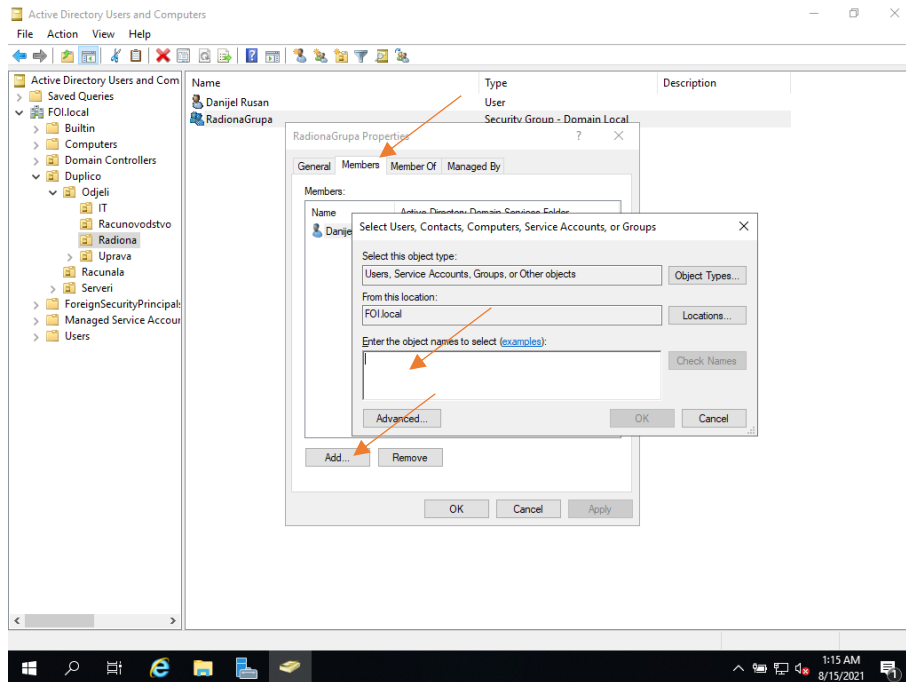 Active Directory Users and Computers
File Action View Help
Active Directory Users and Com
Saved Queries
FOI.local
Builtin
Computers
Domain Controllers
Duplico
Odjeli
IT
Racunovodstvo
Radiona
Uprava
Racunala
Serveri
ForeignSecurityPrincipals
Managed Service Accour
Users
Name Type Description
Danijel Rusan User
RadionaGrupa Security Group - Domain Local
RadionaGrupa Properties ?
General Members Member Of Managed By
Members:
Name Active Directory Domain Services Folder
Danije
Select Users, Contacts, Computers, Service Accounts, or Groups
Select this object type:
Users, Service Accounts, Groups, or Other objects Object Types...
From this location:
FOI.local Locations...
Enter the object names to select (examples):
Check Names
Advanced... OK Cancel
Add... Remove
OK Cancel Apply
1:15 AM
8/15/2021
1